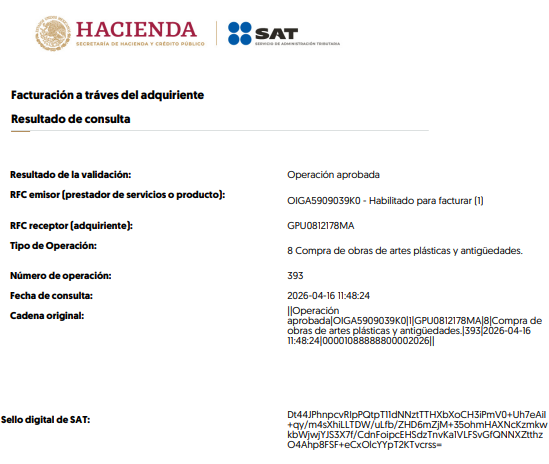 HACIENDA
SECRETARÍA DE HACIENDA Y CRÉDITO PÚBLICO
SAT
SERVICIO DE ADMINISTRACIÓN TRIBUTARIA
Facturación a tráves del adquiriente
Resultado de consulta
Resultado de la validación: Operación aprobada
RFC emisor (prestador de servicios o producto): OIGA5909039K0 - Habilitado para facturar (1)
RFC receptor (adquiriente): GPU0812178MA
Tipo de Operación: 8 Compra de obras de artes plásticas y antigüedades.
Número de operación: 393
Fecha de consulta: 2026-04-16 11:48:24
Cadena original: ||Operación
aprobada|OIGA5909039K0|1|GPU0812178MA|8|Compra de
obras de artes plásticas y antigüedades.|393|2026-04-16
11:48:24|00001088888800002026||
Sello digital de SAT: Dt44JPhnpcvRlpPQtpT11dNNztTTHXbXoCH3iPmV0+Uh7eAiI
+qy/m4sXhiLLTDW/uLfb/ZHD6mZjM+35ohmHAXNcKzmkw
kbWjwjYJS3X7f/CdnFoipcEHSdzTnvKa1VLFSvGfQNNXZtthz
O4Ahp8FSF+eCxOlcYYpT2KTvcrss=